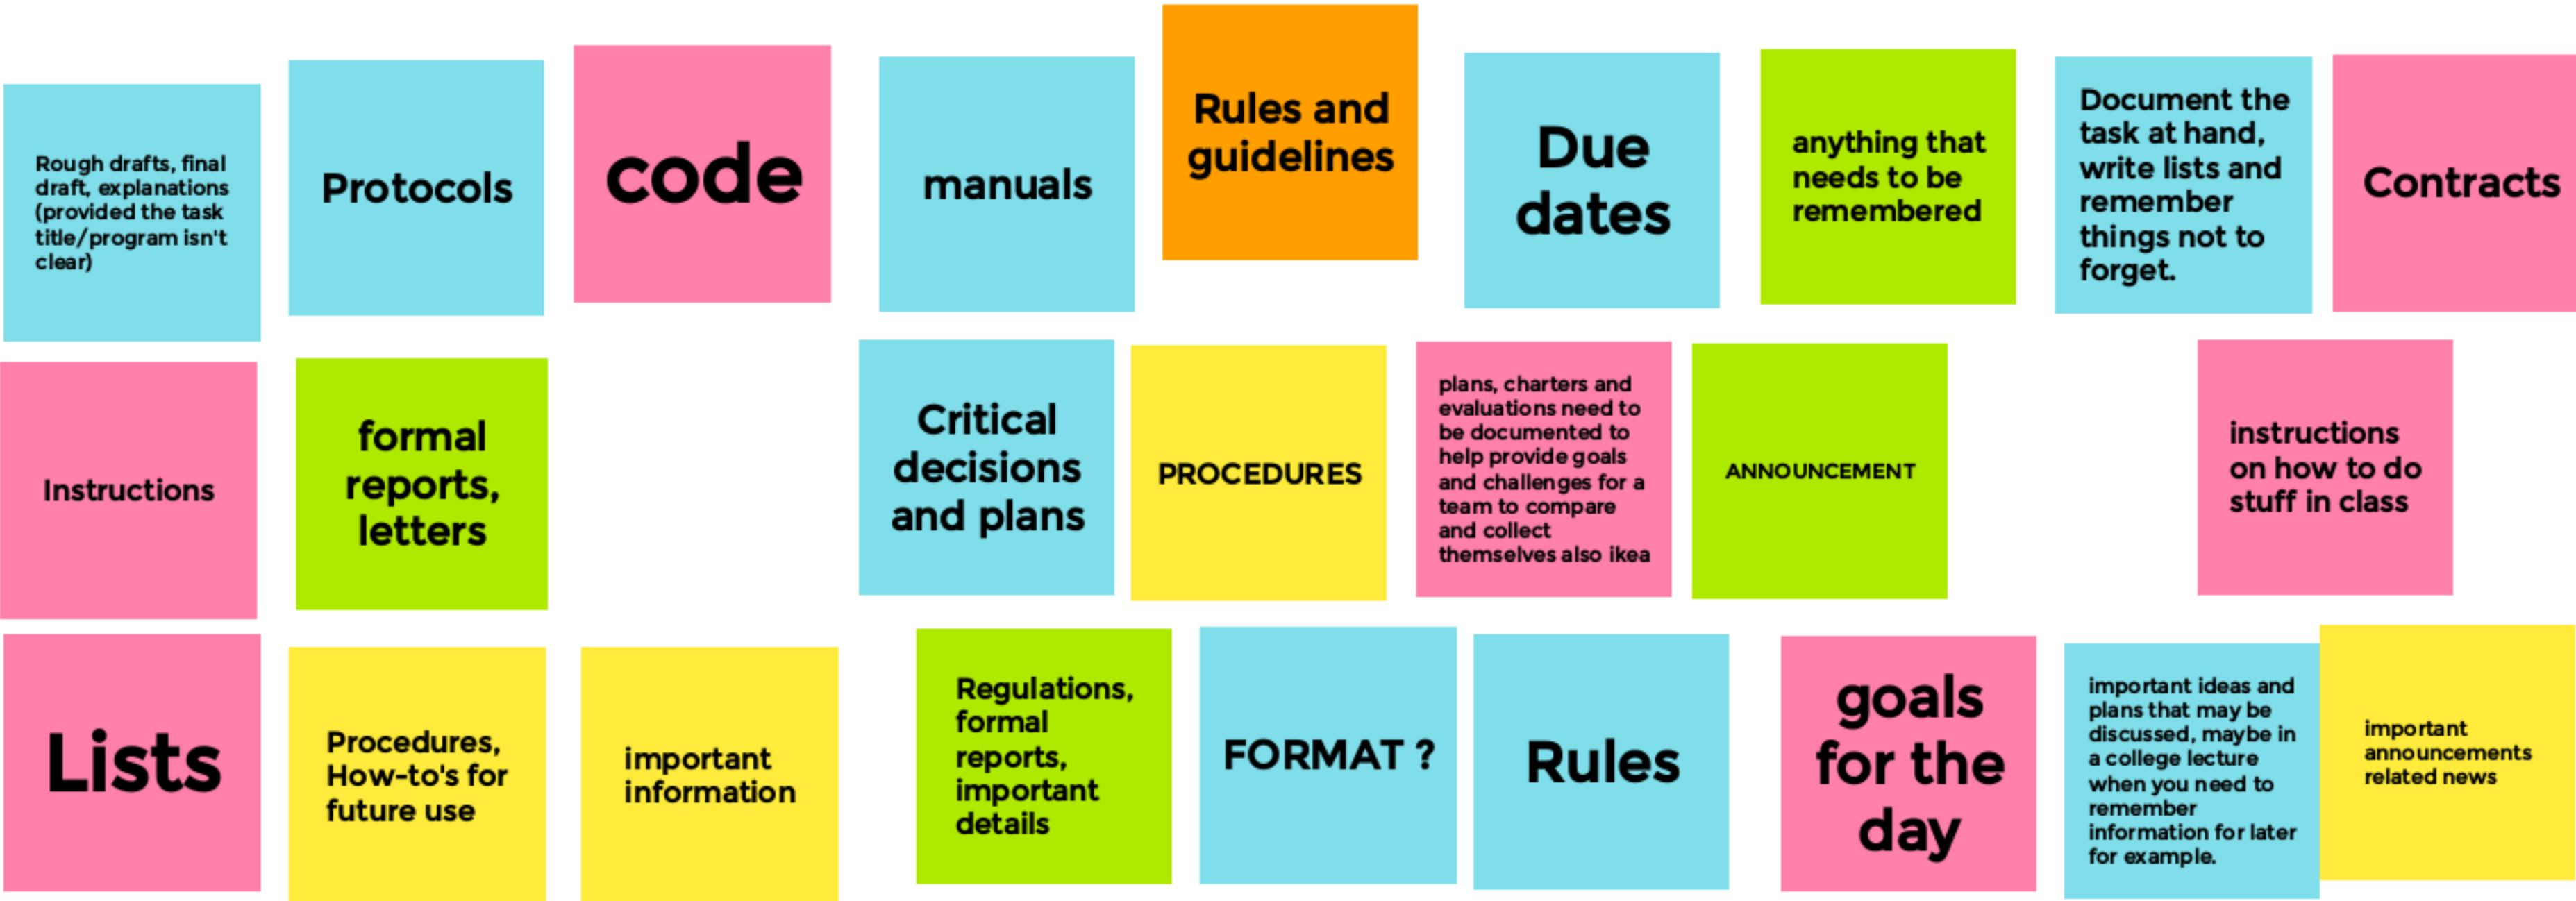 Rough drafts, final
draft, explanations
(provided the task
title/program isn't
clear)
Protocols
code
manuals
Rules and
guidelines
Due
dates
anything that
needs to be
remembered
Document the
task at hand,
write lists and
remember
things not to
forget.
Contracts
Instructions
formal
reports,
letters
Critical
decisions
and plans
PROCEDURES
plans, charters and
evaluations need to
be documented to
help provide goals
and challenges for a
team to compare
and collect
themselves also ikea
ANNOUNCEMENT
instructions
on how to do
stuff in class
Lists
Procedures,
How-to's for
future use
important
information
Regulations,
formal
reports,
important
details
FORMAT ?
Rules
goals
for the
day
important ideas and
plans that may be
discussed, maybe in
a college lecture
when you need to
remember
information for later
for example.
important
announcements
related news